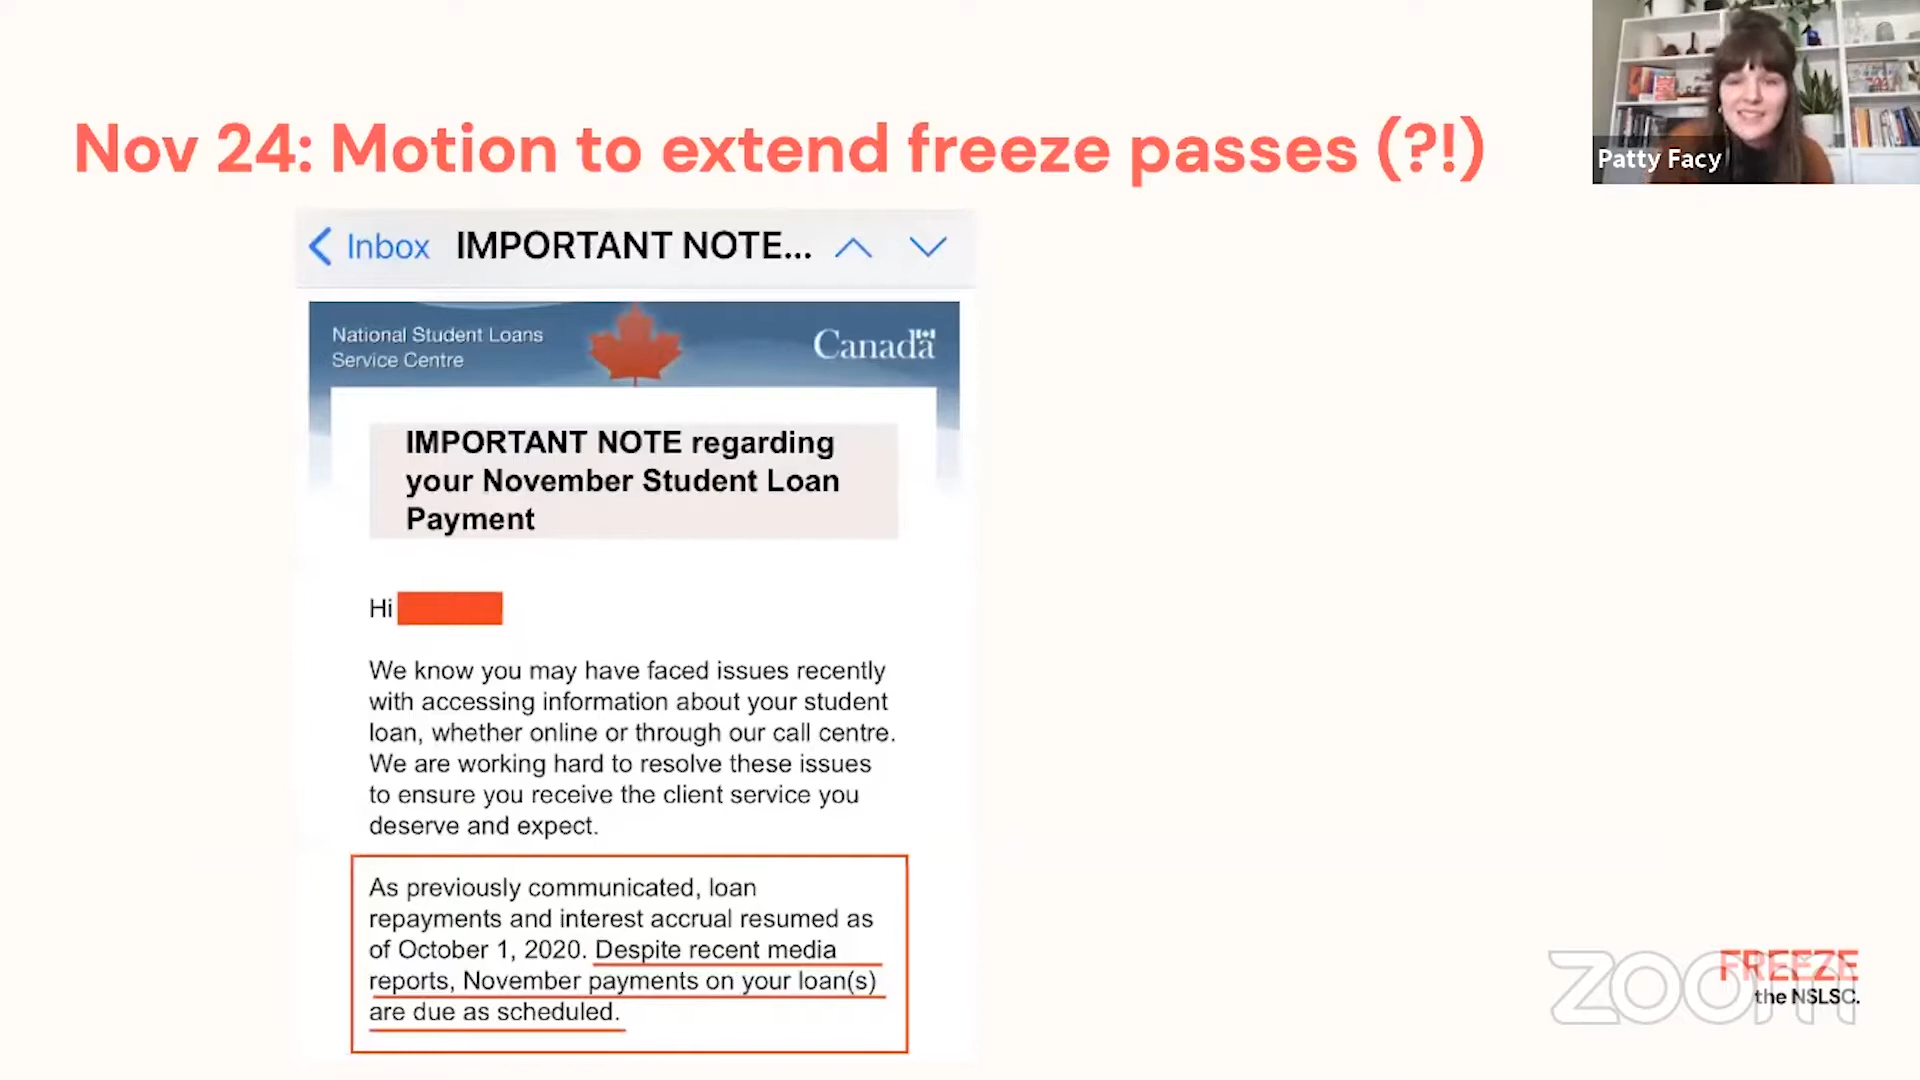 Nov 24: Motion to extend freeze passes (?!)
Patty Facy
Inbox IMPORTANT NOTE...
National Student Loans
Service Centre
Canada
IMPORTANT NOTE regarding
your November Student Loan
Payment
Hi
We know you may have faced issues recently
with accessing information about your student
loan, whether online or through our call centre.
We are working hard to resolve these issues
to ensure you receive the client service you
deserve and expect.
As previously communicated, loan
repayments and interest accrual resumed as
of October 1, 2020. Despite recent media
reports, November payments on your loan(s)
are due as scheduled.
FREEZE
the NSLSC.
zoom